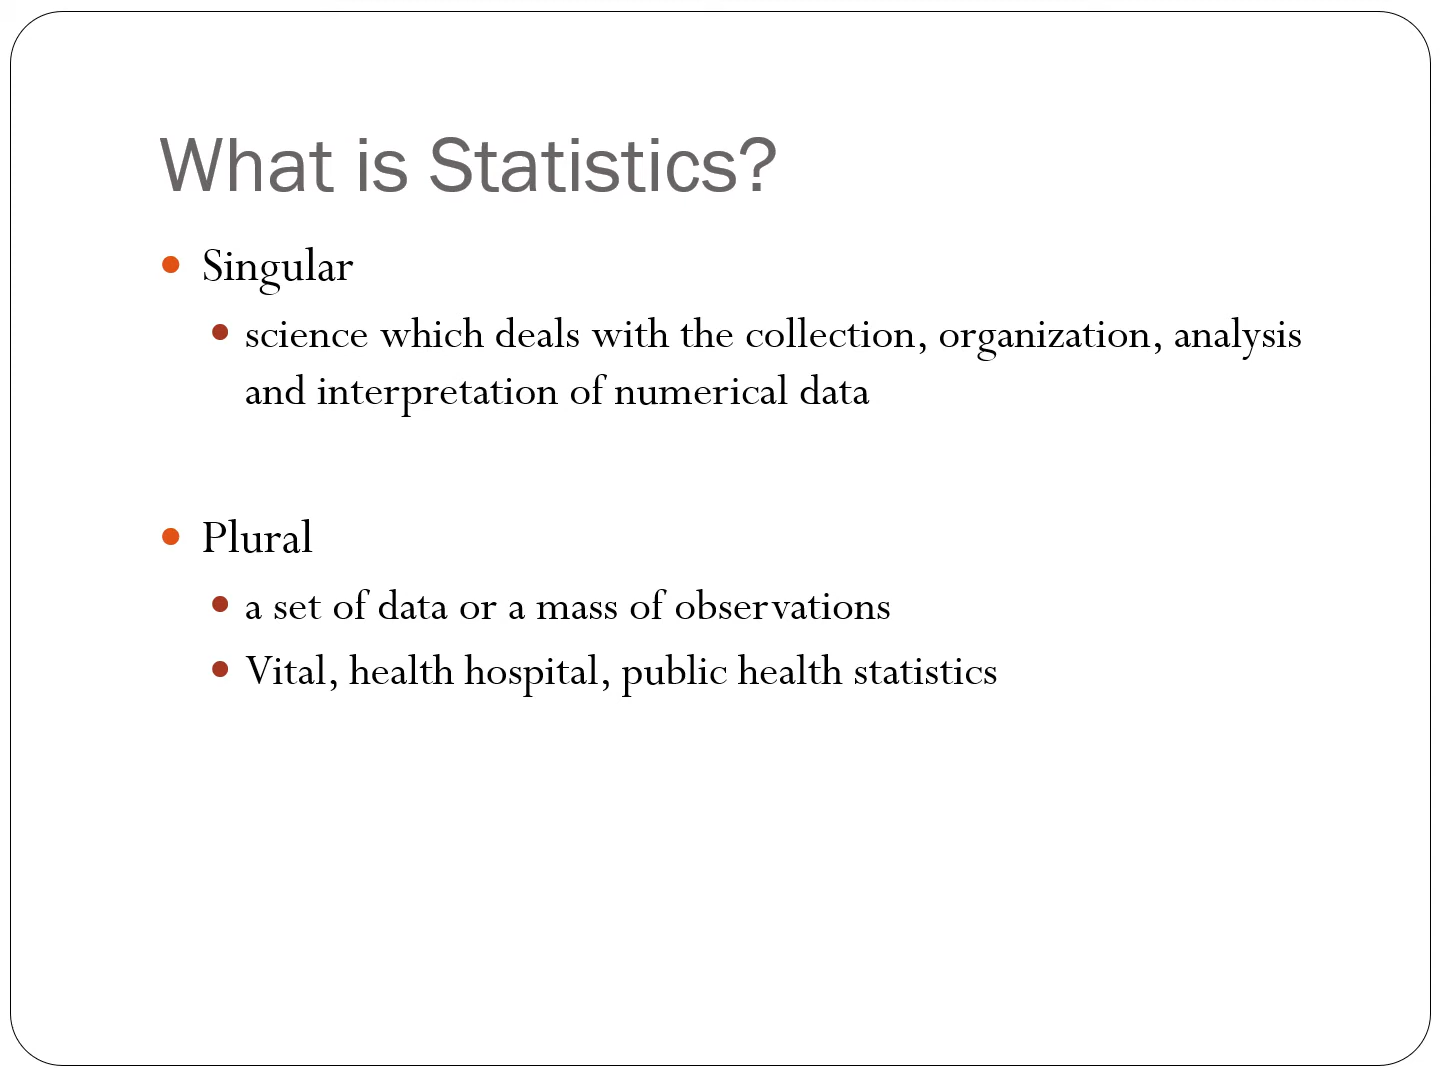 What is Statistics?
Singular
science which deals with the collection, organization, analysis
and interpretation of numerical data
Plural
a set of data or a mass of observations
Vital, health hospital, public health statistics